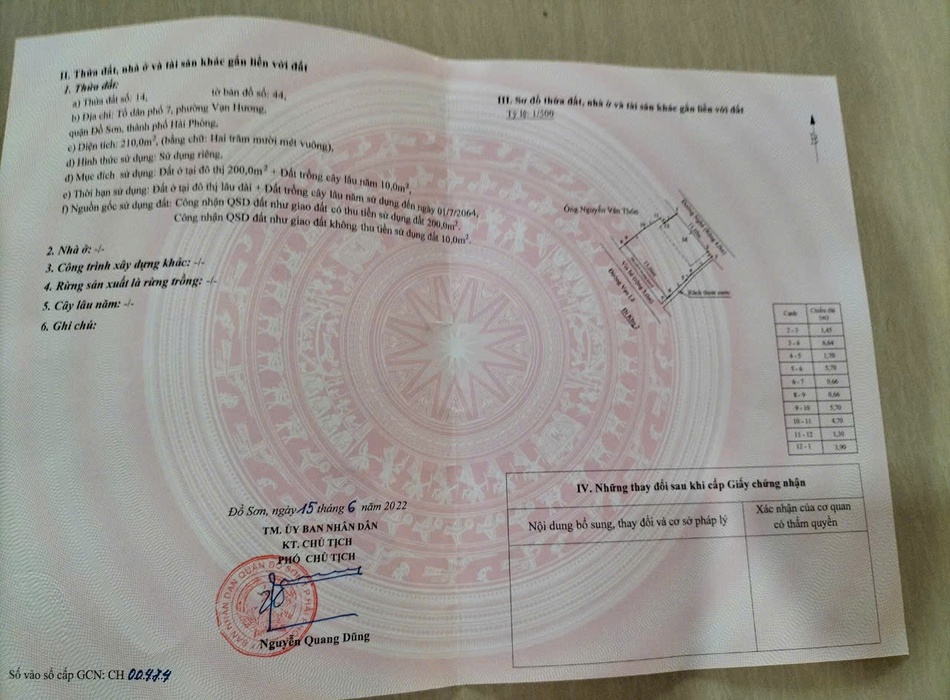 II. Thửa đất, nhà ở và tài sản khác gắn liền với đất
1. Thửa đất:
a) Thửa đất số: 14, tờ bản đồ số: 44,
b) Địa chỉ: Tổ dân phố 7, phường Vạn Hương,
quận Đồ Sơn, thành phố Hải Phòng,
c) Diện tích: 210,0m², (bằng chữ: Hai trăm mười mét vuông),
d) Hình thức sử dụng: Sử dụng riêng,
đ) Mục đích sử dụng: Đất ở tại đô thị 200,0m² + Đất trồng cây lâu năm 10,0m²,
e) Thời hạn sử dụng: Đất ở tại đô thị lâu dài + Đất trồng cây lâu năm sử dụng đến ngày 01/7/2064,
f) Nguồn gốc sử dụng đất: Công nhận QSD đất như giao đất có thu tiền sử dụng đất 200,0m².
Công nhận QSD đất như giao đất không thu tiền sử dụng đất 10,0m².
2. Nhà ở: -/-
3. Công trình xây dựng khác: -/-
4. Rừng sản xuất là rừng trồng: -/-
5. Cây lâu năm: -/-
6. Ghi chú:
Đồ Sơn, ngày 15 tháng 6 năm 2022
TM. ỦY BAN NHÂN DÂN
KT. CHỦ TỊCH
PHÓ CHỦ TỊCH
Nguyễn Quang Dũng
Số vào sổ cấp GCN: CH 00474
III. Sơ đồ thửa đất, nhà ở và tài sản khác gắn liền với đất
Tỷ lệ: 1/500
Ông Nguyễn Văn Thôn
Đường Vạn Lê
Cạnh Chiều dài (m)
2 - 3 1,45
3 - 4 6,64
4 - 5 1,70
5 - 6 5,70
6 - 7 0,66
8 - 9 0,66
9 - 10 5,70
10 - 11 4,70
11 - 12 1,30
12 - 1 3,90
IV. Những thay đổi sau khi cấp Giấy chứng nhận
Nội dung bổ sung, thay đổi và cơ sở pháp lý
Xác nhận của cơ quan
có thẩm quyền